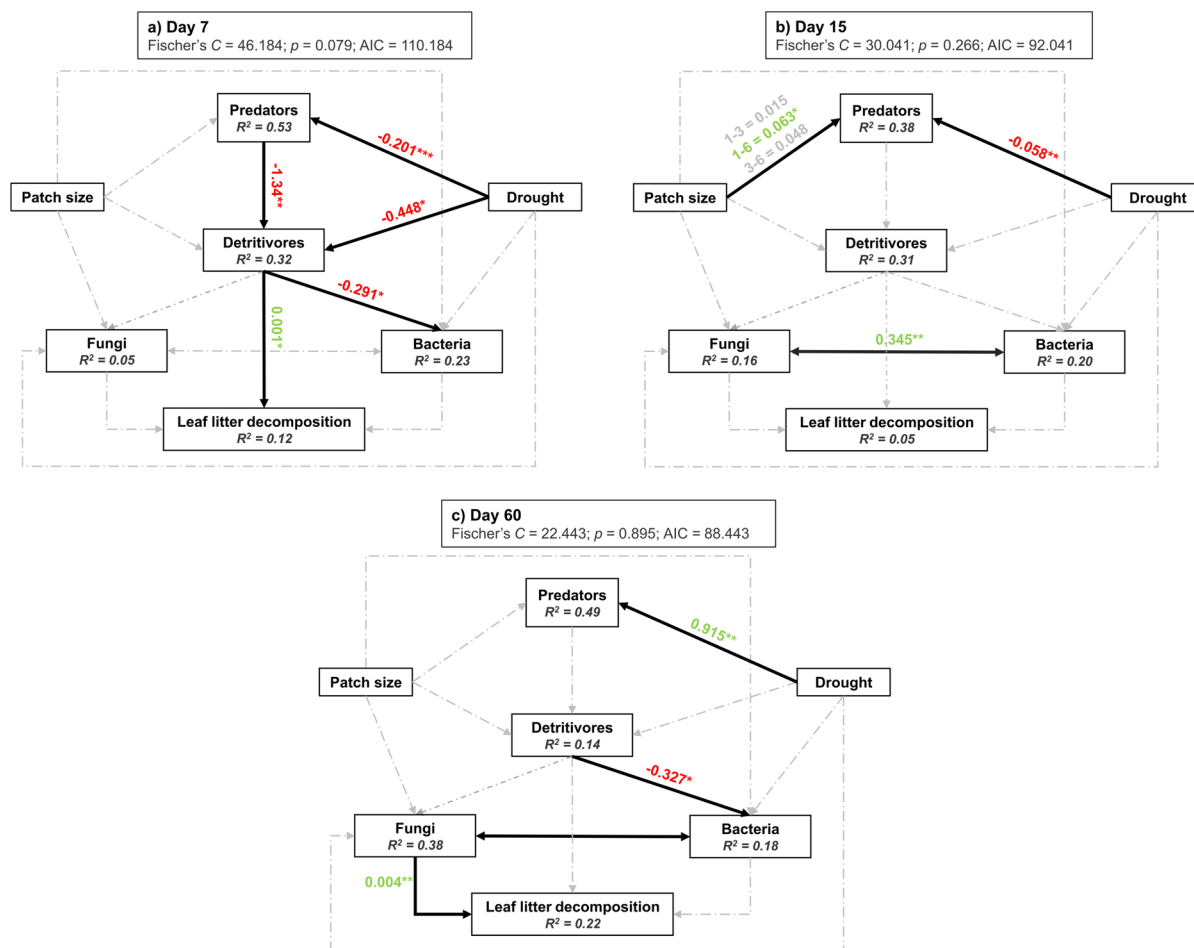 a) Day 7
Fischer's C = 46.184; p = 0.079; AIC = 110.184
Predators
R² = 0.53
-0.201***
-1.34**
Patch size
Drought
-0.448*
Detritivores
R² = 0.32
-0.291*
0.001*
Fungi
R² = 0.05
Bacteria
R² = 0.23
Leaf litter decomposition
R² = 0.12
b) Day 15
Fischer's C = 30.041; p = 0.266; AIC = 92.041
1-3 = 0.015
1-6 = 0.063*
3-6 = 0.048
Predators
R² = 0.38
-0.058**
Patch size
Drought
Detritivores
R² = 0.31
Fungi
R² = 0.16
0.345**
Bacteria
R² = 0.20
Leaf litter decomposition
R² = 0.05
c) Day 60
Fischer's C = 22.443; p = 0.895; AIC = 88.443
Predators
R² = 0.49
0.915**
Patch size
Drought
Detritivores
R² = 0.14
-0.327*
Fungi
R² = 0.38
Bacteria
R² = 0.18
0.004**
Leaf litter decomposition
R² = 0.22